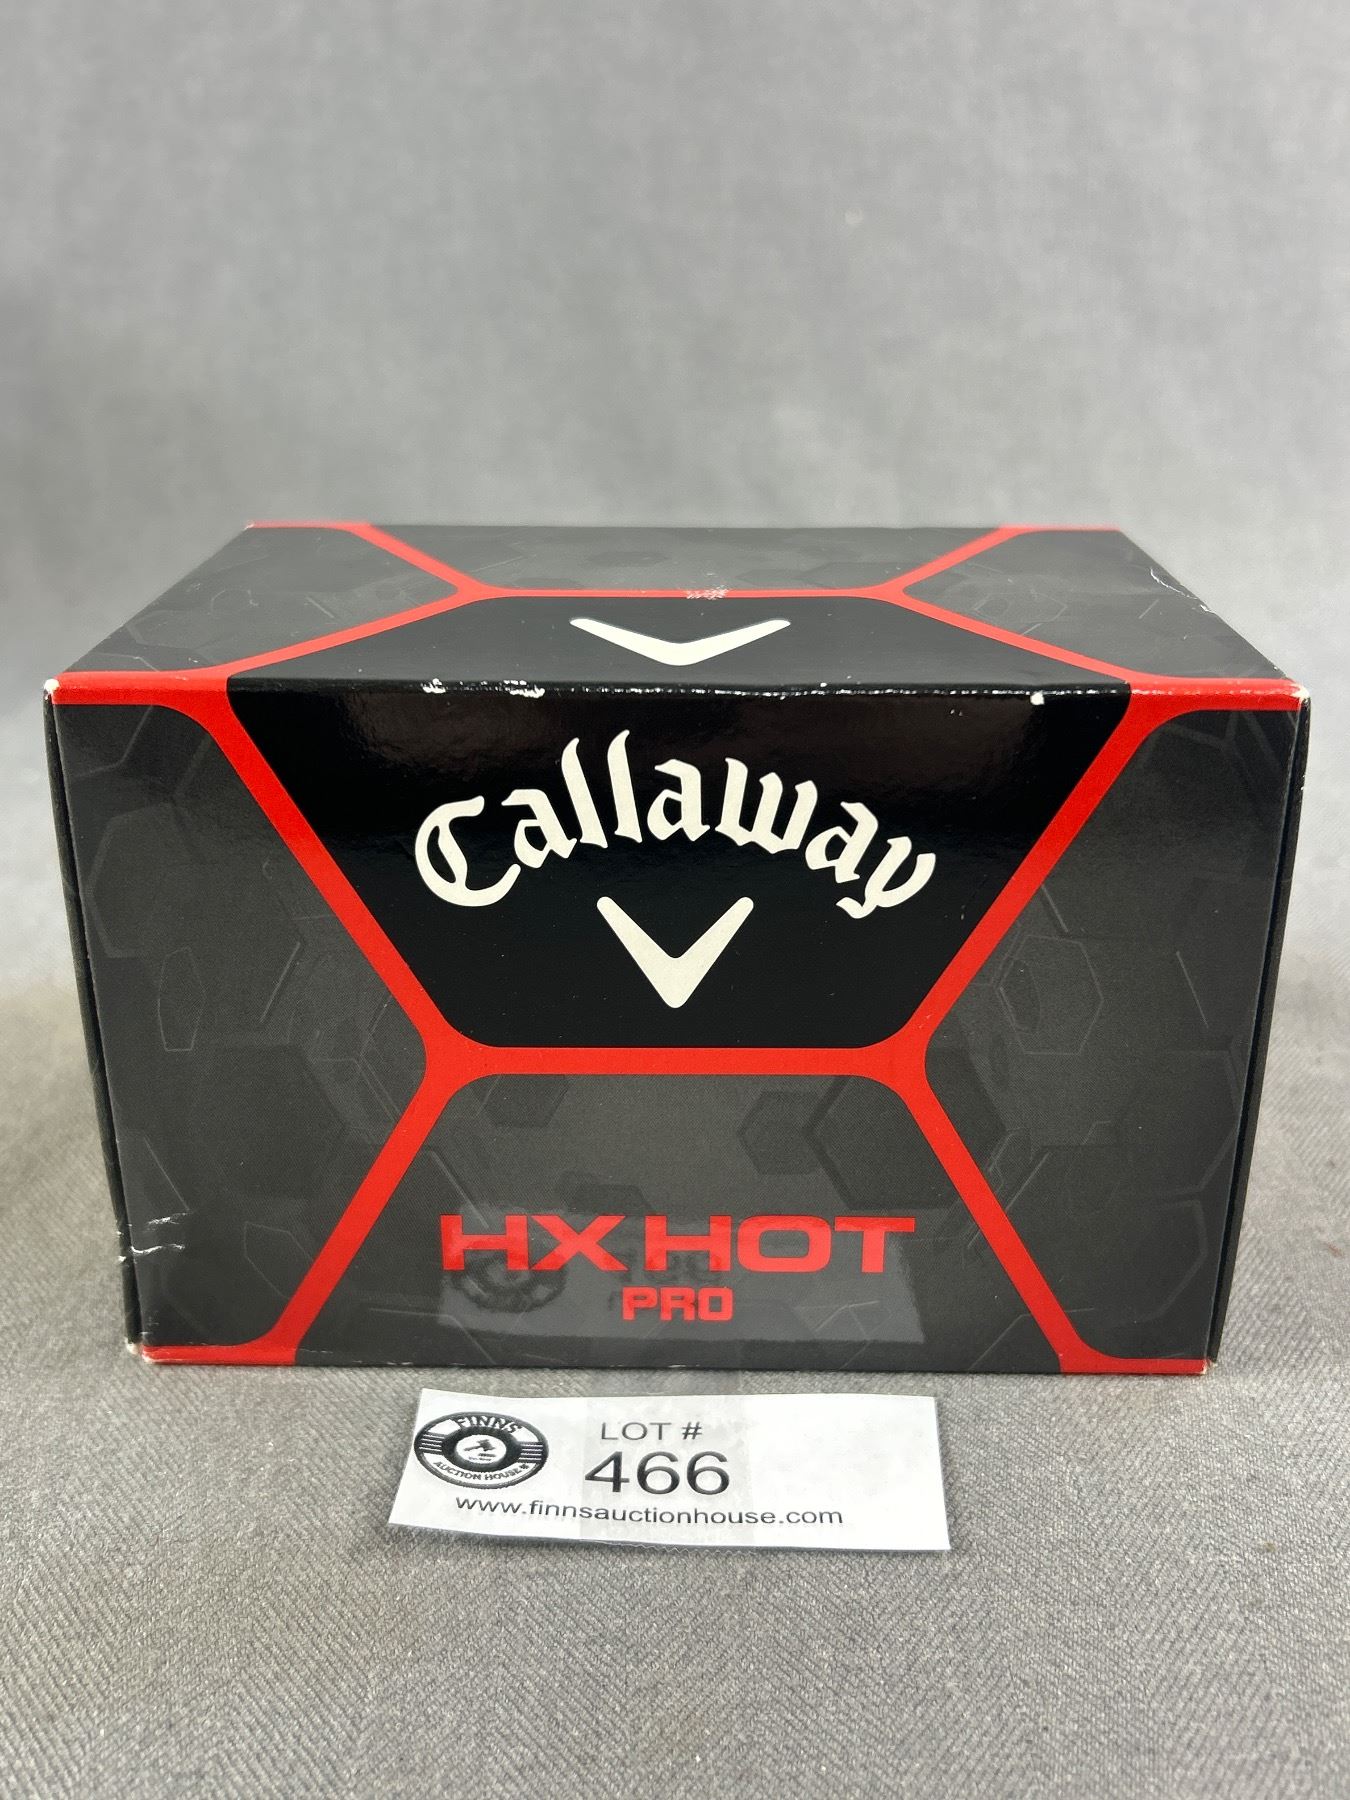 Callaway
HX HOT
PRO
FINNS
AUCTION HOUSE
LOT #
466
www.finnsauctionhouse.com